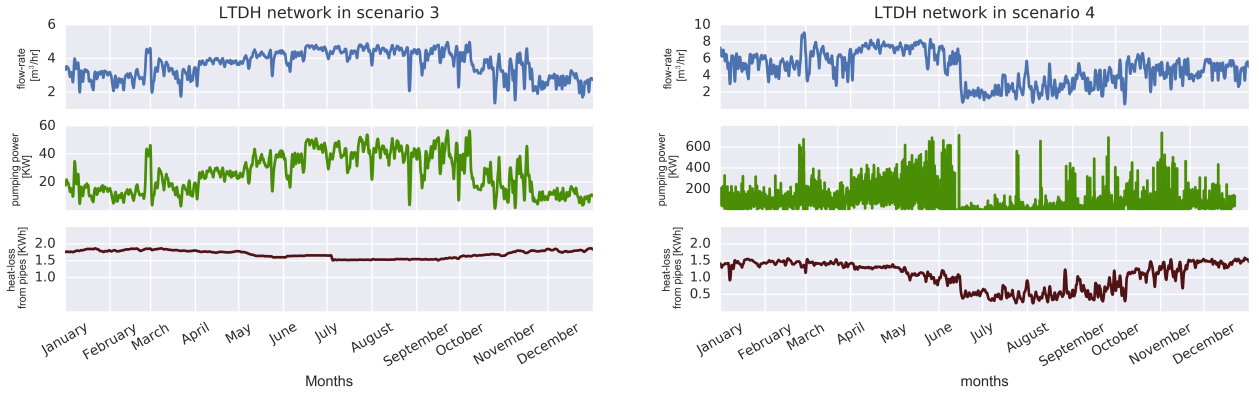 LTDH network in scenario 3
flow-rate
[m³/hr]
6
4
2
pumping power
[KW]
60
40
20
heat-loss
from pipes [KWh]
2.0
1.5
1.0
January February March April May June July August September October November December
Months
LTDH network in scenario 4
flow-rate
[m³/hr]
10
8
6
4
2
pumping power
[KW]
600
400
200
heat-loss
from pipes [KWh]
2.0
1.5
1.0
0.5
January February March April May June July August September October November December
months